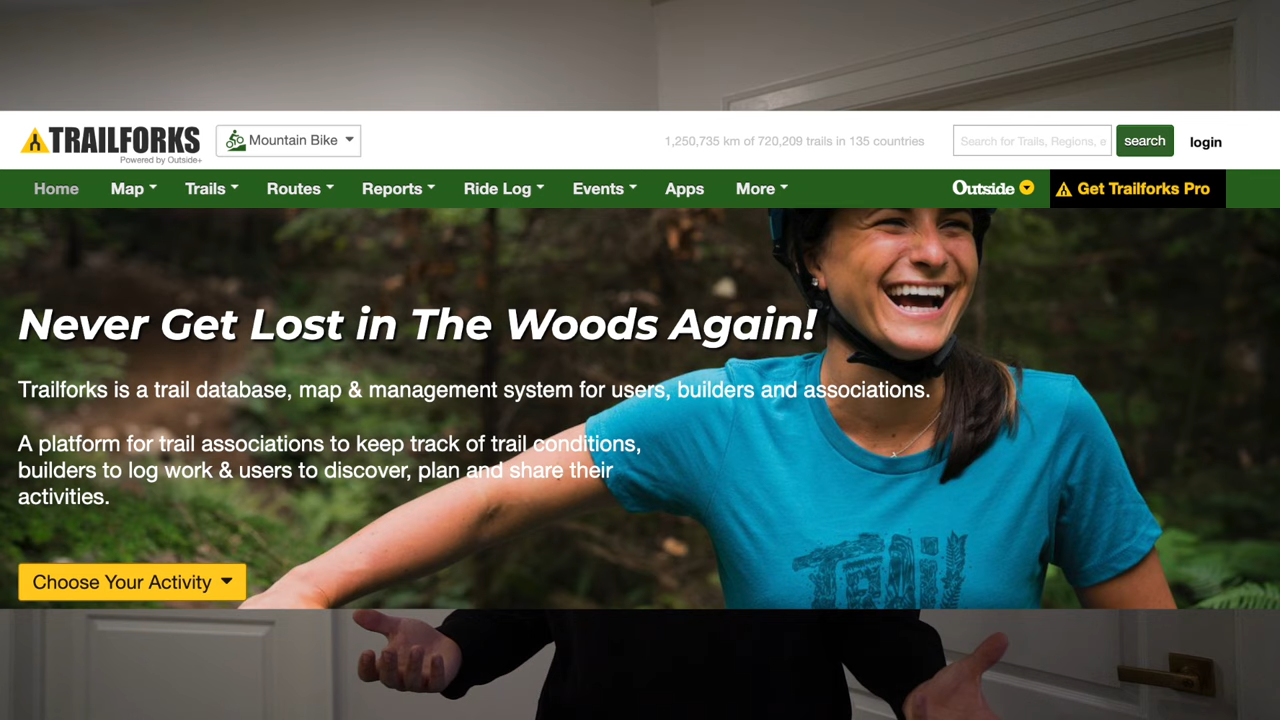 TRAILFORKS
Powered by Outside+
Mountain Bike
1,250,735 km of 720,209 trails in 135 countries
Search for Trails, Regions, e
search
login
Home Map Trails Routes Reports Ride Log Events Apps More
Outside
Get Trailforks Pro
Never Get Lost in The Woods Again!
Trailforks is a trail database, map & management system for users, builders and associations.
A platform for trail associations to keep track of trail conditions,
builders to log work & users to discover, plan and share their
activities.
TRAIL
Choose Your Activity